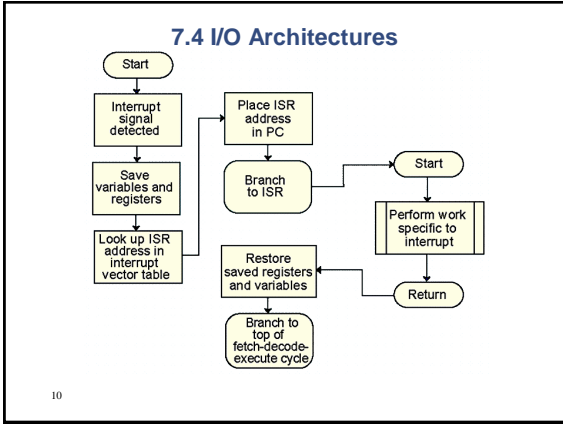 7.4 I/O Architectures
Start
Interrupt
signal
detected
Save
variables and
registers
Look up ISR
address in
interrupt
vector table
Place ISR
address
in PC
Branch
to ISR
Start
Perform work
specific to
interrupt
Return
Restore
saved registers
and variables
Branch to
top of
fetch-decode-
execute cycle
10